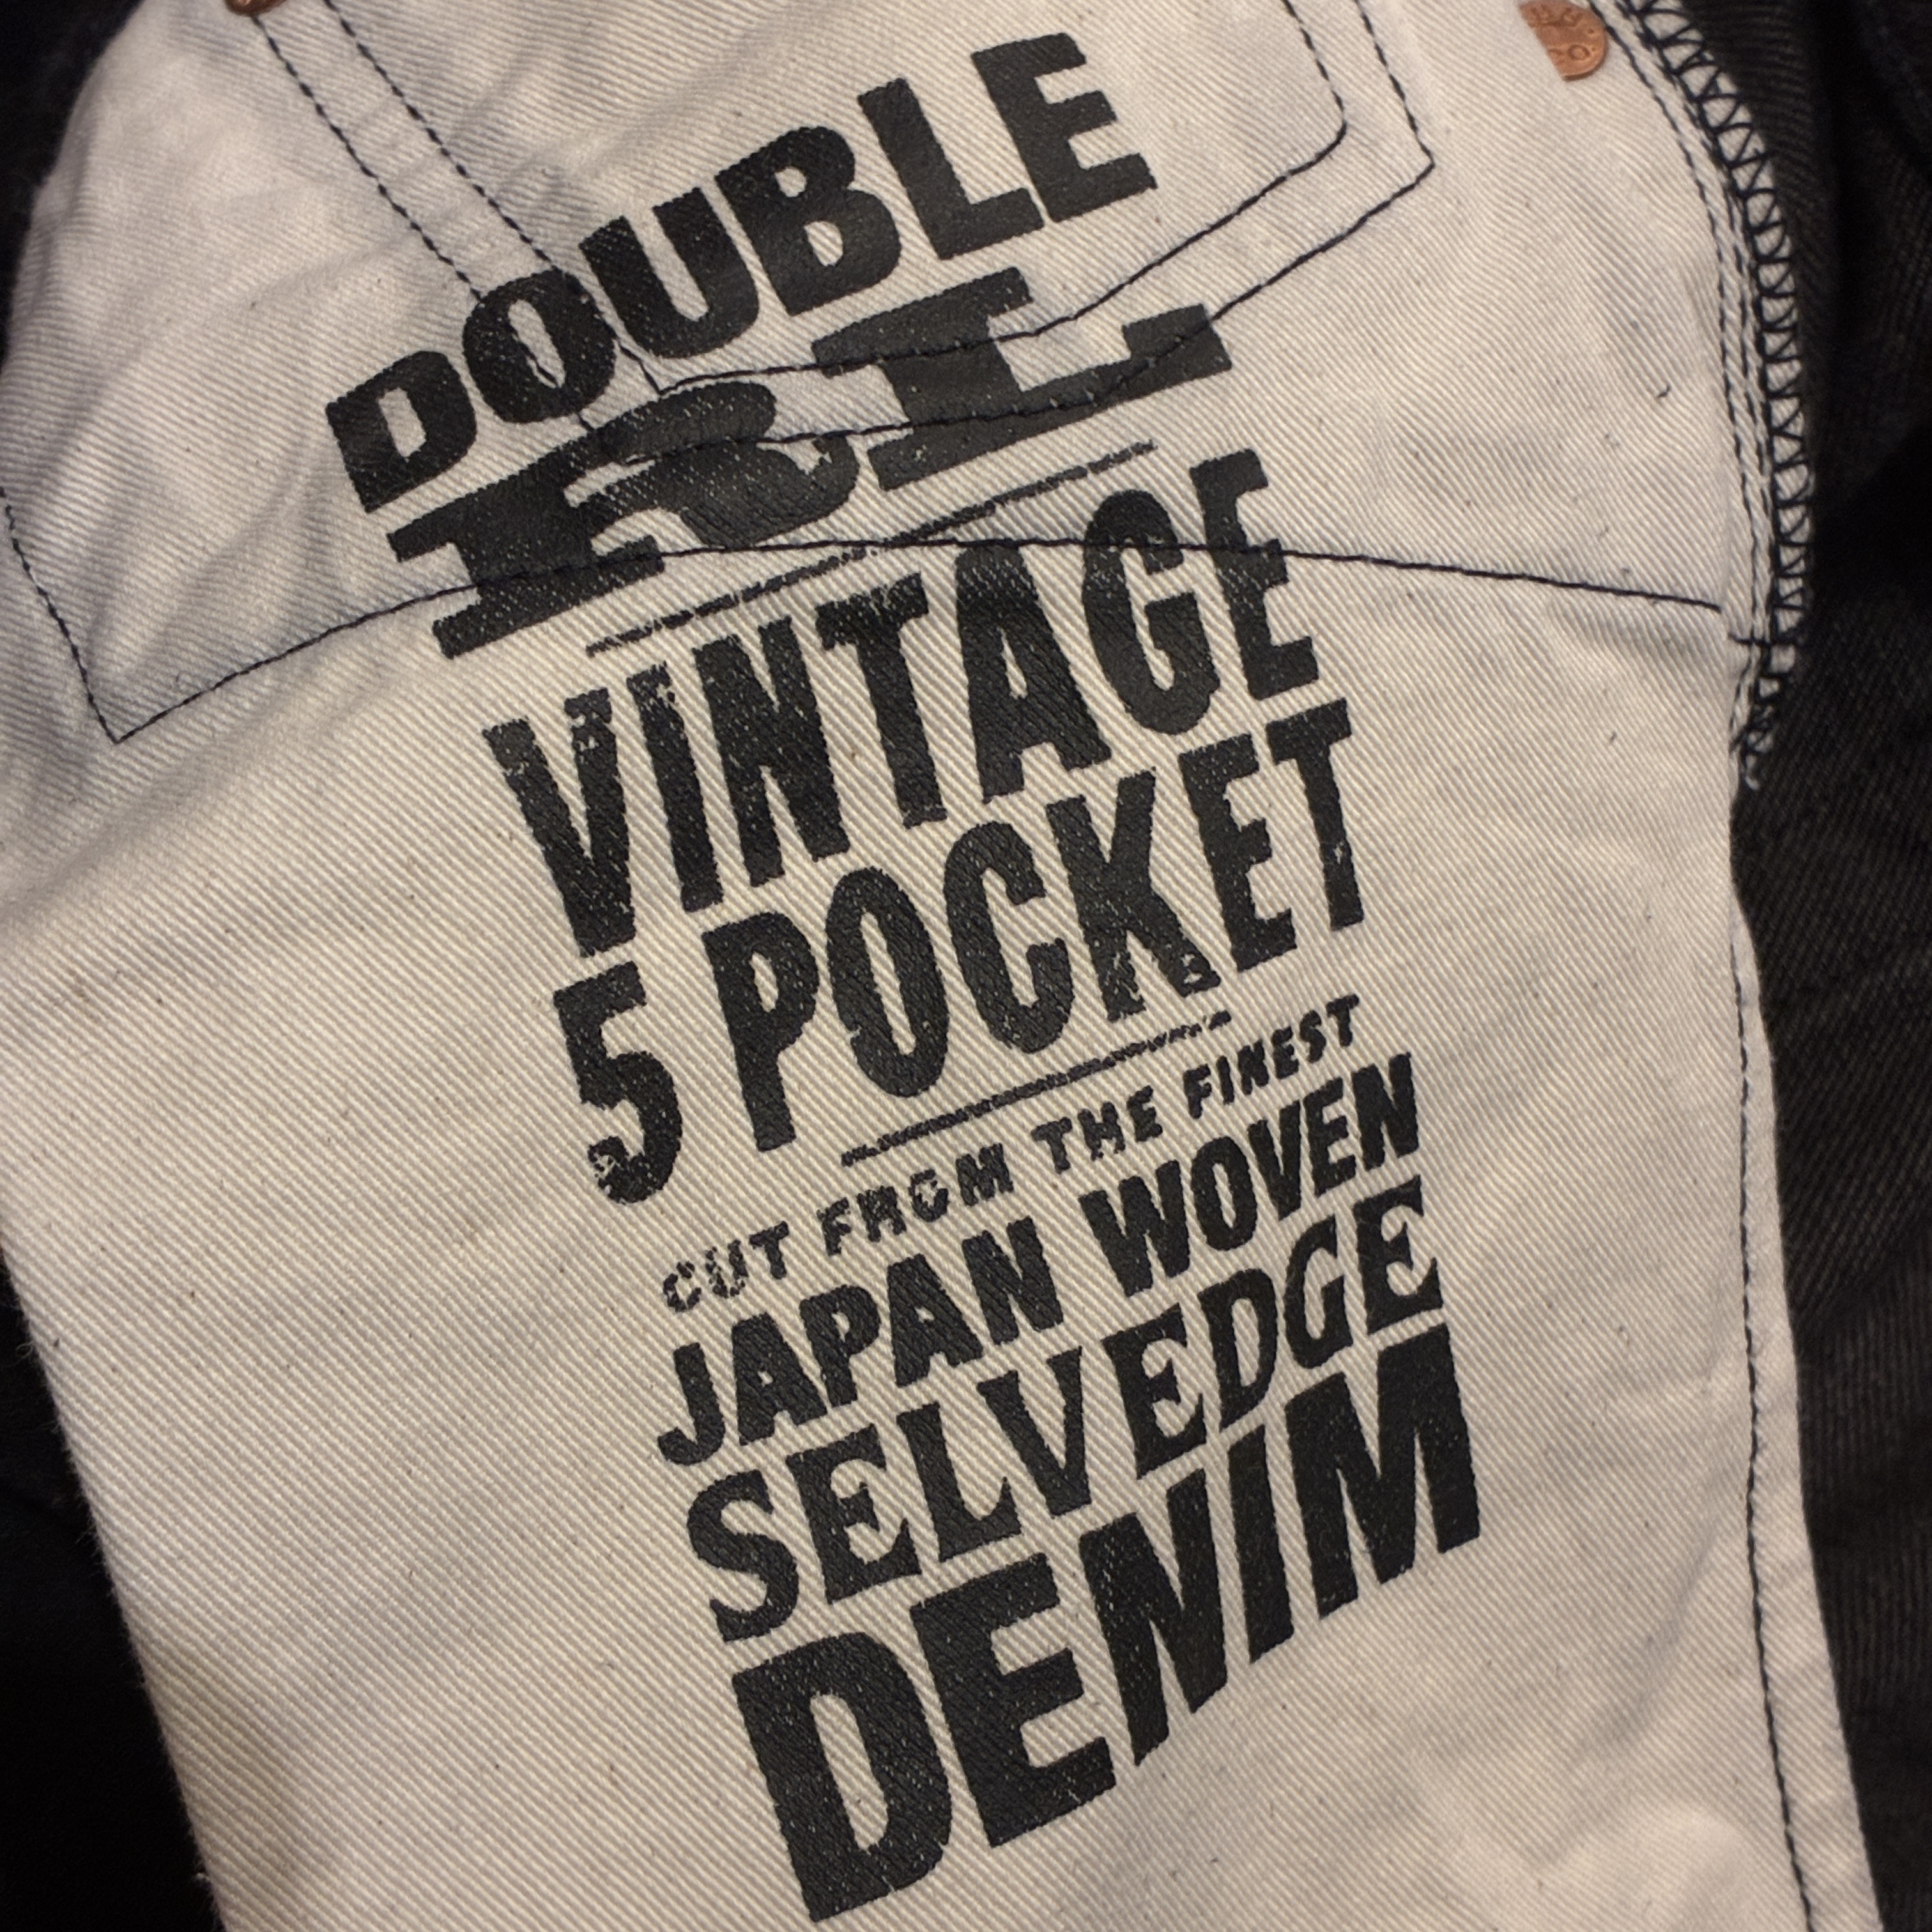 DOUBLE
RL
VINTAGE
5 POCKET
CUT FROM THE FINEST
JAPAN WOVEN
SELVEDGE
DENIM